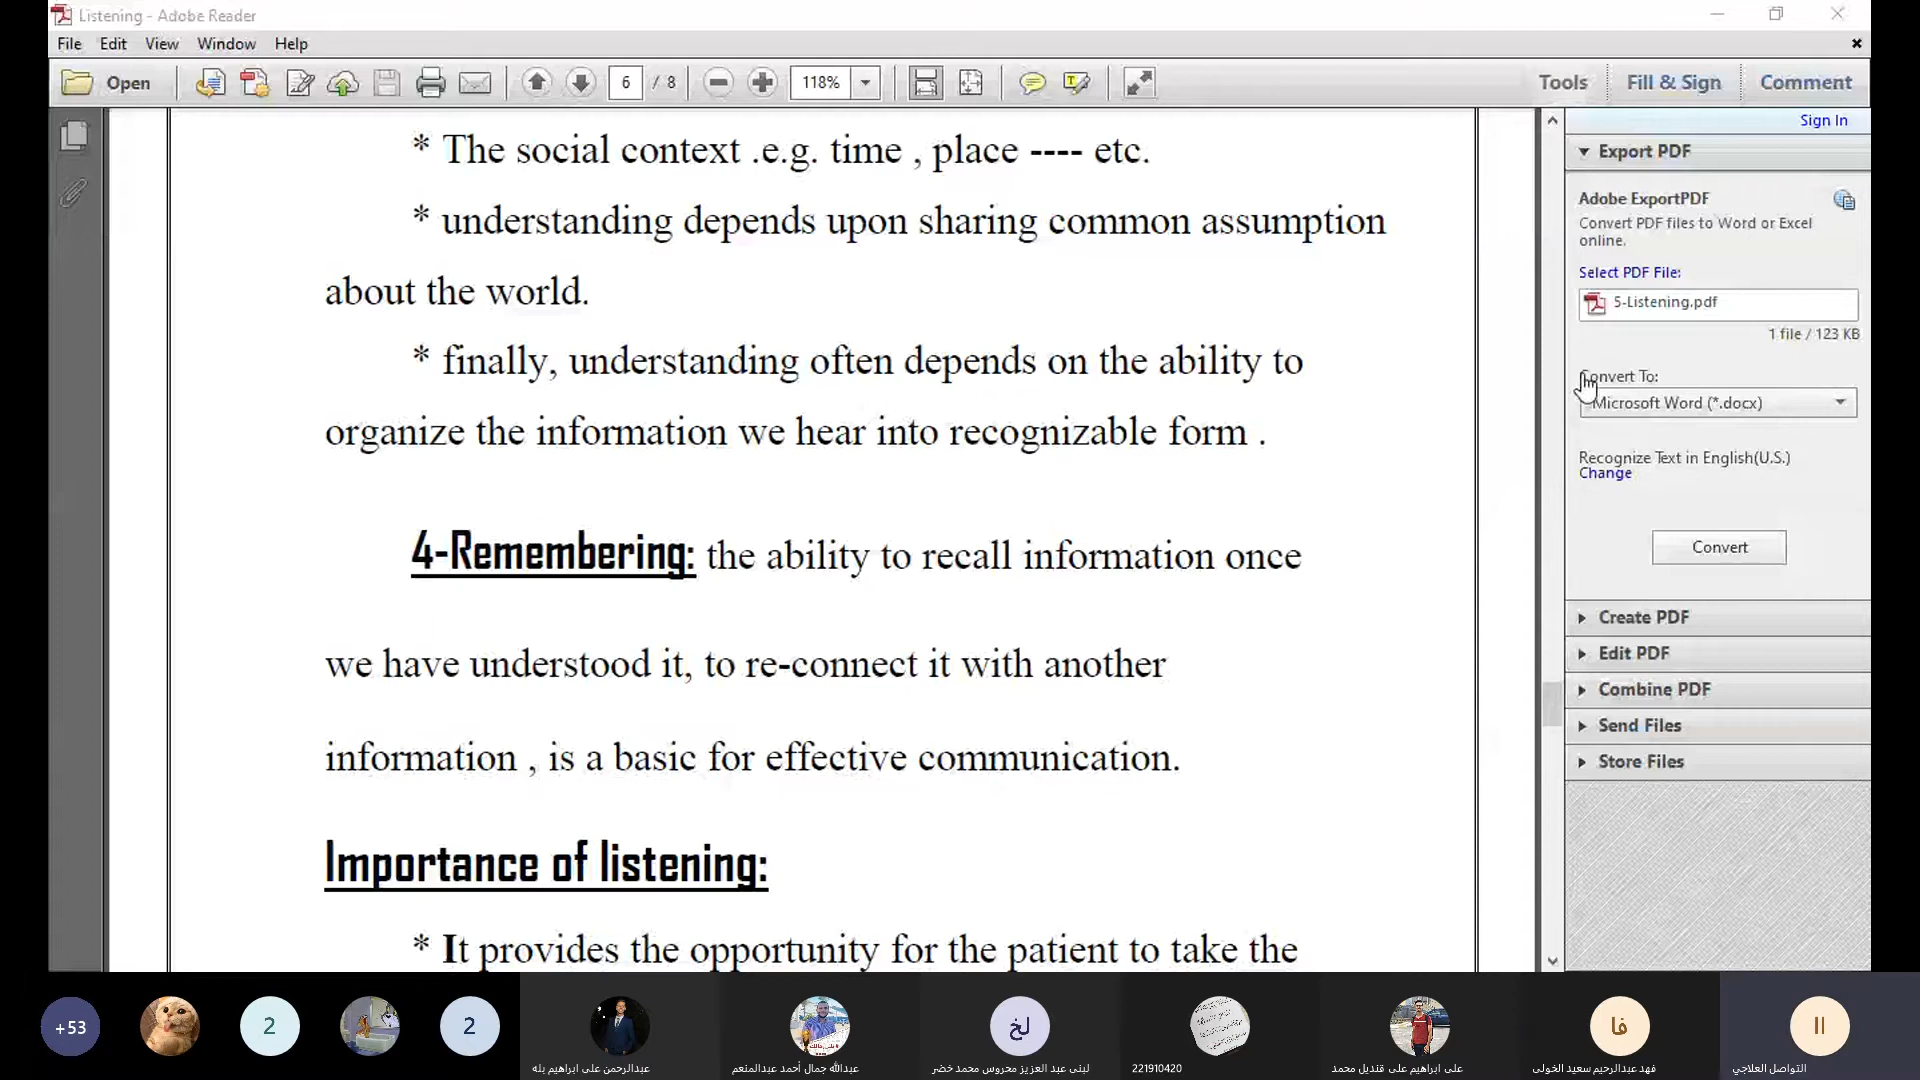 Listening - Adobe Reader
File Edit View Window Help
Open 6 / 8 118% Tools Fill & Sign Comment
Sign In
* The social context .e.g. time , place ---- etc.
* understanding depends upon sharing common assumption
about the world.
* finally, understanding often depends on the ability to
organize the information we hear into recognizable form .
4-Remembering: the ability to recall information once
we have understood it, to re-connect it with another
information , is a basic for effective communication.
Importance of listening:
* It provides the opportunity for the patient to take the
Export PDF
Adobe ExportPDF
Convert PDF files to Word or Excel
online.
Select PDF File:
5-Listening.pdf
1 file / 123 KB
Convert To:
Microsoft Word (*.docx)
Recognize Text in English(U.S.)
Change
Convert
Create PDF
Edit PDF
Combine PDF
Send Files
Store Files
+53 2 2 لخ فا اا
عبدالرحمن على ابراهيم بله
عبدالله جمال أحمد عبدالمنعم
لبنى عبد العزيز محروس محمد خضر
221910420
على ابراهيم على قنديل محمد
فهد عبدالرحيم سعيد الخولى
التواصل العلاجي